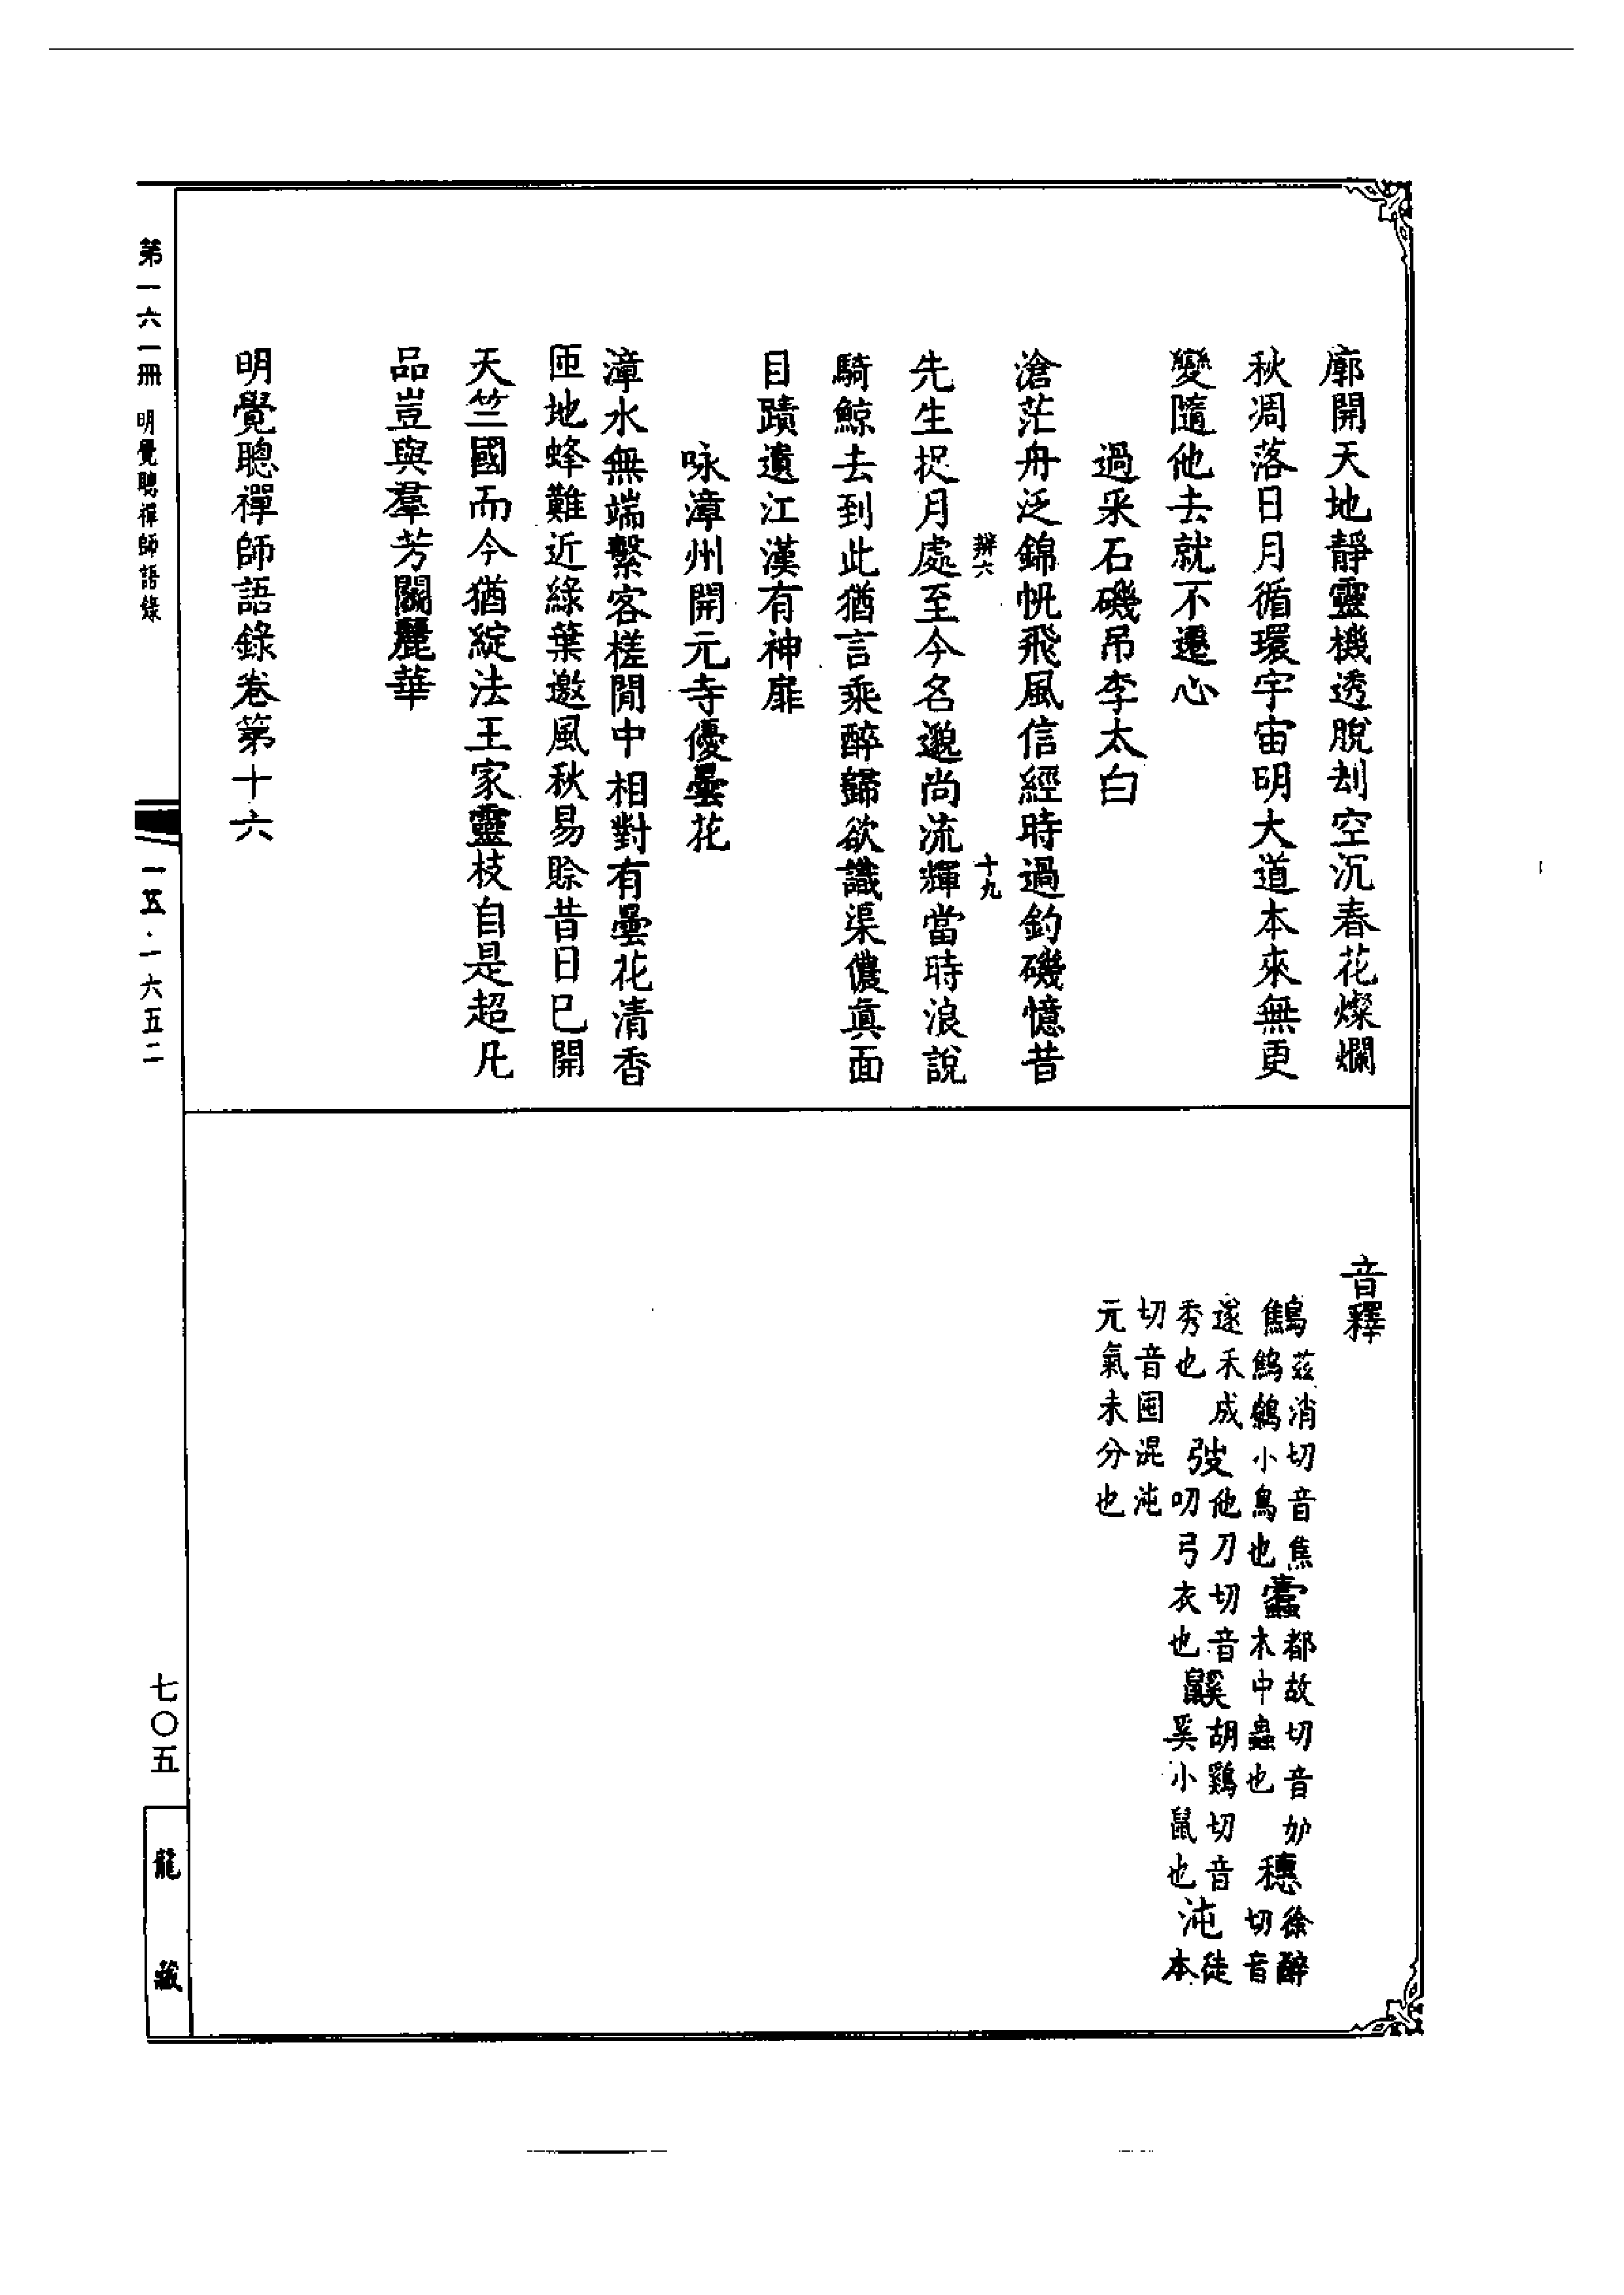 廓開天地靜靈機透脫刦空沉春花燦爛
秋凋落日月循環宇宙明大道本來無更
變隨他去就不遷心
過采石磯吊李太白
滄茫舟泛錦帆飛風信經時過釣磯憶昔
辨六　十九
先生捉月處至今名邈尚流輝當時浪說
騎鯨去到此猶言乘醉歸欲識渠儂眞面
目蹟遺江漢有神扉
咏漳州開元寺優曇花
漳水無端繫客槎閒中相對有曇花清香
匝地蜂難近綠葉邀風秋易賒昔日巳開
天竺國而今猶綻法王家靈枝自是超凡
品豈與羣芳鬭麗華
明覺聰禪師語錄卷第十六
音釋
鷦茲消切音焦
鷦鷯小鳥也
蠹都故切音妒
木中蟲也
穗徐醉切音
遂禾成
秀也
弢他刀切音
叨弓衣也
鼷胡鷄切音
奚小鼠也
沌徒本
切音囤混沌
元氣未分也
第一六一冊　明覺聰禪師語錄
一五·一六五二
七〇五
龍藏